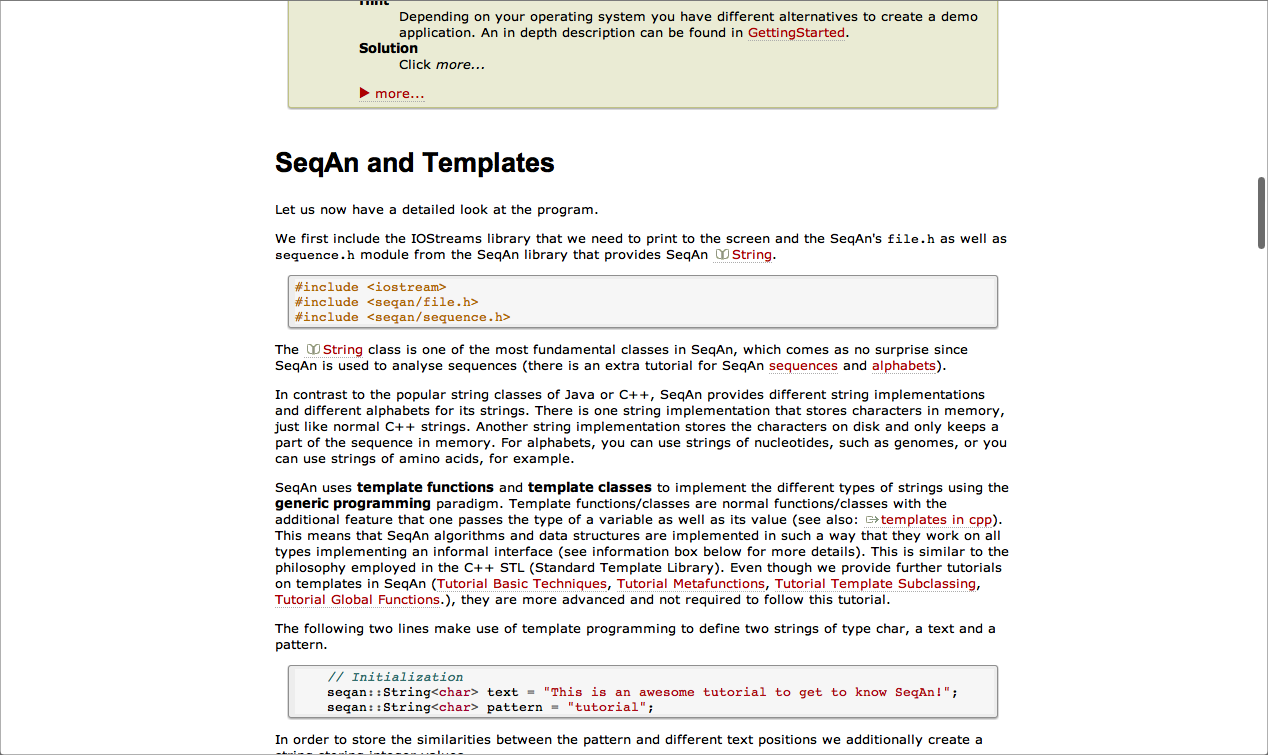 Hint
Depending on your operating system you have different alternatives to create a demo
application. An in depth description can be found in GettingStarted.
Solution
Click more...
▶ more...
SeqAn and Templates
Let us now have a detailed look at the program.
We first include the IOStreams library that we need to print to the screen and the SeqAn's file.h as well as
sequence.h module from the SeqAn library that provides SeqAn String.
#include <iostream>
#include <seqan/file.h>
#include <seqan/sequence.h>
The String class is one of the most fundamental classes in SeqAn, which comes as no surprise since
SeqAn is used to analyse sequences (there is an extra tutorial for SeqAn sequences and alphabets).
In contrast to the popular string classes of Java or C++, SeqAn provides different string implementations
and different alphabets for its strings. There is one string implementation that stores characters in memory,
just like normal C++ strings. Another string implementation stores the characters on disk and only keeps a
part of the sequence in memory. For alphabets, you can use strings of nucleotides, such as genomes, or you
can use strings of amino acids, for example.
SeqAn uses template functions and template classes to implement the different types of strings using the
generic programming paradigm. Template functions/classes are normal functions/classes with the
additional feature that one passes the type of a variable as well as its value (see also: templates in cpp).
This means that SeqAn algorithms and data structures are implemented in such a way that they work on all
types implementing an informal interface (see information box below for more details). This is similar to the
philosophy employed in the C++ STL (Standard Template Library). Even though we provide further tutorials
on templates in SeqAn (Tutorial Basic Techniques, Tutorial Metafunctions, Tutorial Template Subclassing,
Tutorial Global Functions.), they are more advanced and not required to follow this tutorial.
The following two lines make use of template programming to define two strings of type char, a text and a
pattern.
// Initialization
seqan::String<char> text = "This is an awesome tutorial to get to know SeqAn!";
seqan::String<char> pattern = "tutorial";
In order to store the similarities between the pattern and different text positions we additionally create a
string storing integer values.